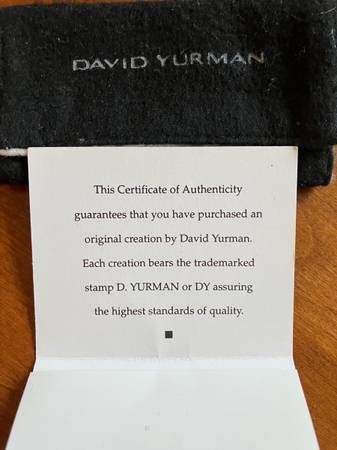 DAVID YURMAN
This Certificate of Authenticity
guarantees that you have purchased an
original creation by David Yurman.
Each creation bears the trademarked
stamp D. YURMAN or DY assuring
the highest standards of quality.